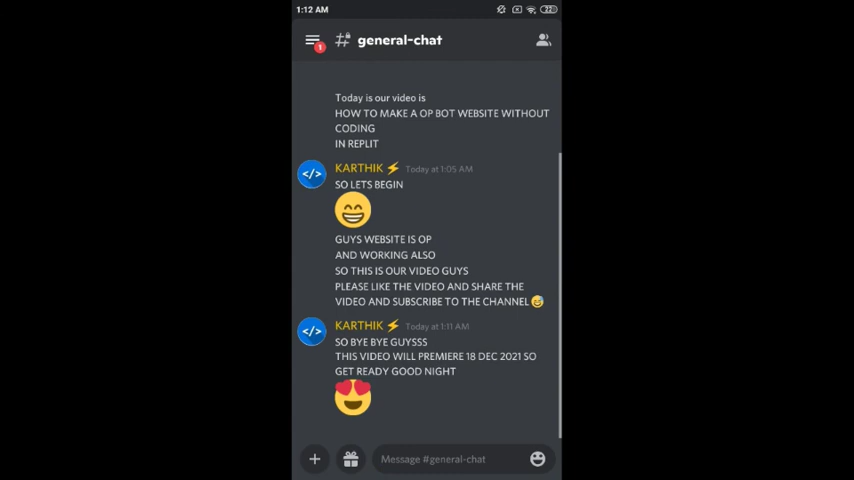 1:12 AM
22
1
general-chat
Today is our video is
HOW TO MAKE A OP BOT WEBSITE WITHOUT
CODING
IN REPLIT
KARTHIK⚡ Today at 1:05 AM
</>
SO LETS BEGIN
GUYS WEBSITE IS OP
AND WORKING ALSO
SO THIS IS OUR VIDEO GUYS
PLEASE LIKE THE VIDEO AND SHARE THE
VIDEO AND SUBSCRIBE TO THE CHANNEL😅
KARTHIK⚡ Today at 1:11 AM
</>
SO BYE BYE GUYSSS
THIS VIDEO WILL PREMIERE 18 DEC 2021 SO
GET READY GOOD NIGHT
Message #general-chat